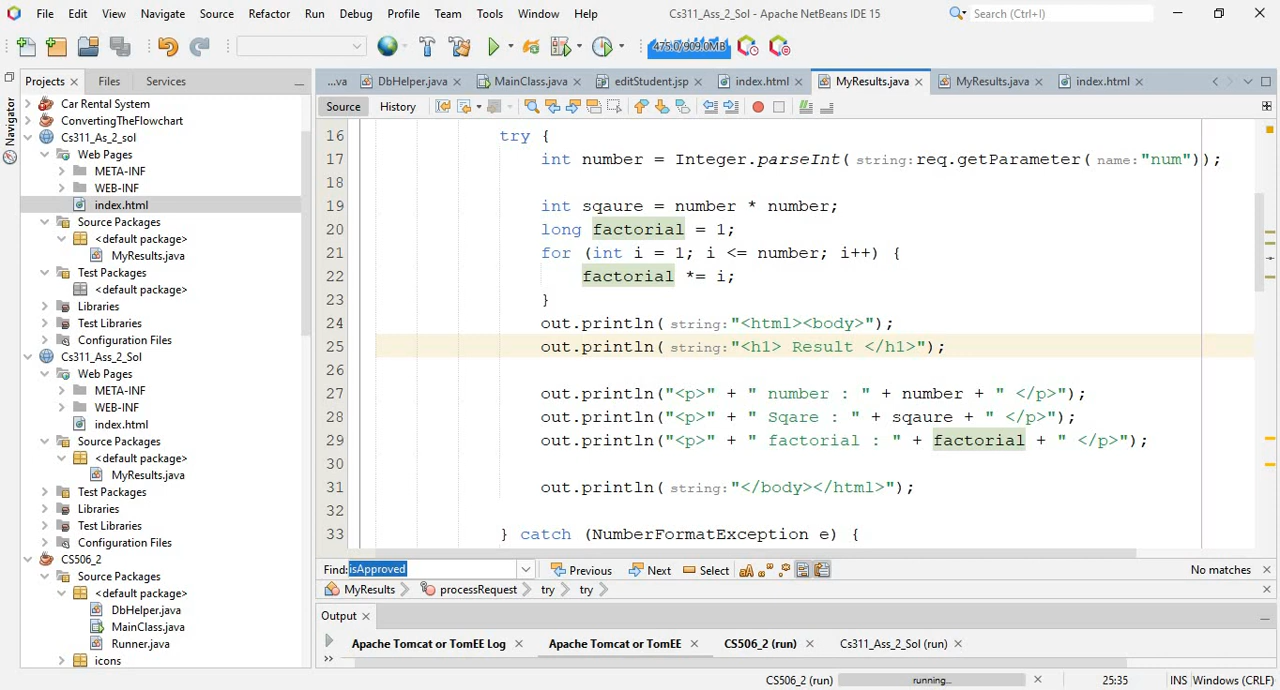 File Edit View Navigate Source Refactor Run Debug Profile Team Tools Window Help Cs311_Ass_2_Sol - Apache NetBeans IDE 15 Search (Ctrl+I)
475.0/909.0MB
Projects Files Services
...va DbHelper.java MainClass.java editStudent.jsp index.html MyResults.java MyResults.java index.html
Source History
Navigator
Car Rental System
ConvertingTheFlowchart
Cs311_As_2_sol
Web Pages
META-INF
WEB-INF
index.html
Source Packages
<default package>
MyResults.java
Test Packages
<default package>
Libraries
Test Libraries
Configuration Files
Cs311_Ass_2_Sol
Web Pages
META-INF
WEB-INF
index.html
Source Packages
<default package>
MyResults.java
Test Packages
Libraries
Test Libraries
Configuration Files
CS506_2
Source Packages
<default package>
DbHelper.java
MainClass.java
Runner.java
icons
16 try {
17 int number = Integer.parseInt(string:req.getParameter(name:"num"));
18
19 int sqaure = number * number;
20 long factorial = 1;
21 for (int i = 1; i <= number; i++) {
22 factorial *= i;
23 }
24 out.println(string:"<html><body>");
25 out.println(string:"<h1> Result </h1>");
26
27 out.println("<p>" + " number : " + number + " </p>");
28 out.println("<p>" + " Sqare : " + sqaure + " </p>");
29 out.println("<p>" + " factorial : " + factorial + " </p>");
30
31 out.println(string:"</body></html>");
32
33 } catch (NumberFormatException e) {
Find: isApproved Previous Next Select No matches
MyResults processRequest try try
Output
Apache Tomcat or TomEE Log Apache Tomcat or TomEE CS506_2 (run) Cs311_Ass_2_Sol (run)
CS506_2 (run) running... 25:35 INS Windows (CRLF)